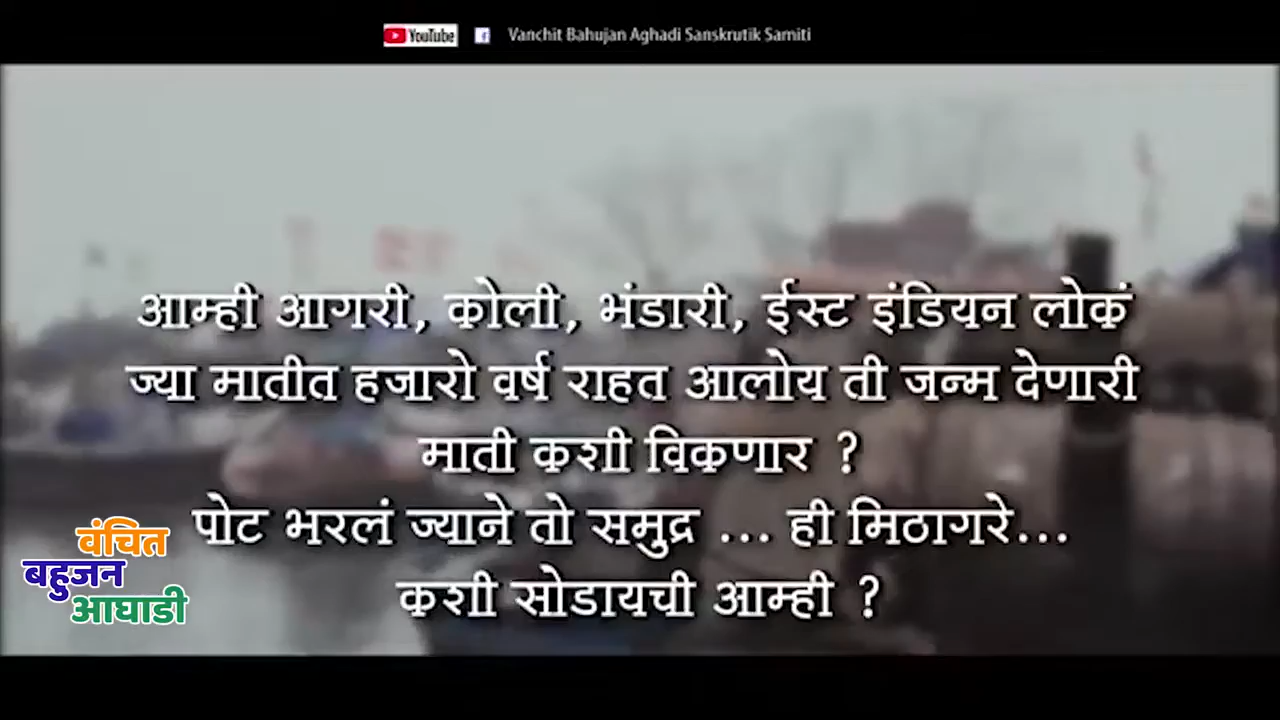 YouTube Vanchit Bahujan Aghadi Sanskrutik Samiti
आम्ही आगरी, कोली, भंडारी, ईस्ट इंडियन लोकं
ज्या मातीत हजारो वर्ष राहत आलोय ती जन्म देणारी
माती कशी विकणार ?
पोट भरलं ज्याने तो समुद्र ... ही मिठागरे...
कशी सोडायची आम्ही ?
वंचित
बहुजन
आघाडी